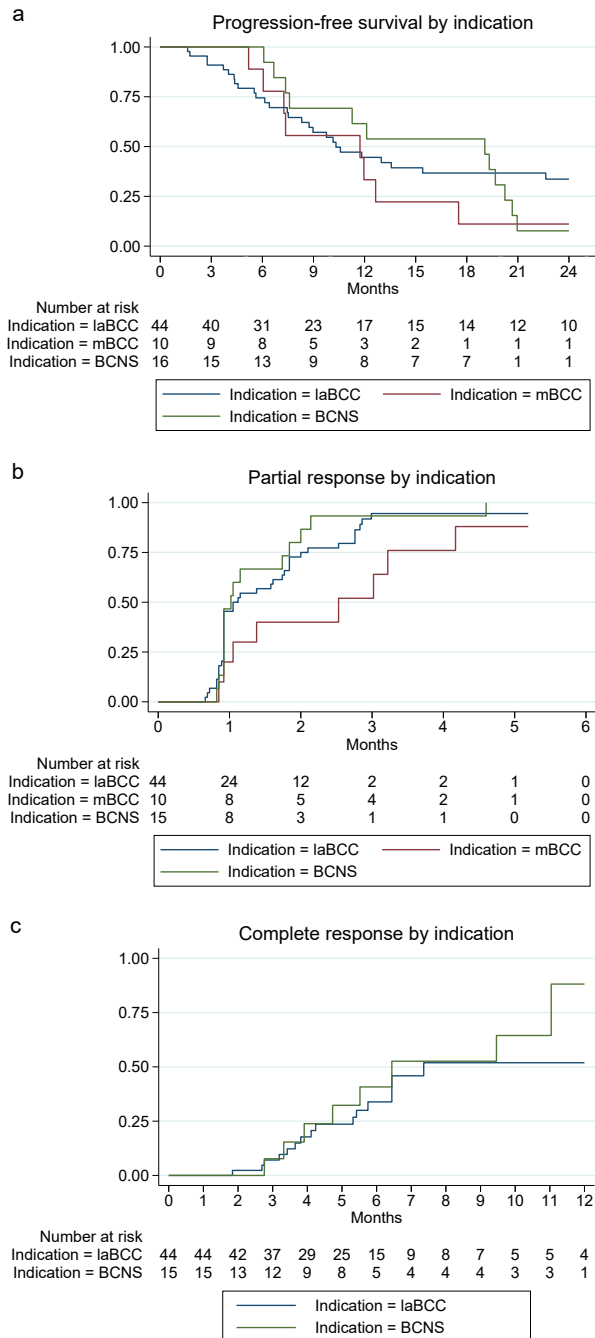 a
Progression-free survival by indication
1.00
0.75
0.50
0.25
0.00
0 3 6 9 12 15 18 21 24
Months
Number at risk
Indication = laBCC 44 40 31 23 17 15 14 12 10
Indication = mBCC 10 9 8 5 3 2 1 1 1
Indication = BCNS 16 15 13 9 8 7 7 1 1
Indication = laBCC Indication = mBCC
Indication = BCNS
b
Partial response by indication
1.00
0.75
0.50
0.25
0.00
0 1 2 3 4 5 6
Months
Number at risk
Indication = laBCC 44 24 12 2 2 1 0
Indication = mBCC 10 8 5 4 2 1 0
Indication = BCNS 15 8 3 1 1 0 0
Indication = laBCC Indication = mBCC
Indication = BCNS
c
Complete response by indication
1.00
0.75
0.50
0.25
0.00
0 1 2 3 4 5 6 7 8 9 10 11 12
Months
Number at risk
Indication = laBCC 44 44 42 37 29 25 15 9 8 7 5 5 4
Indication = BCNS 15 15 13 12 9 8 5 4 4 4 3 3 1
Indication = laBCC
Indication = BCNS